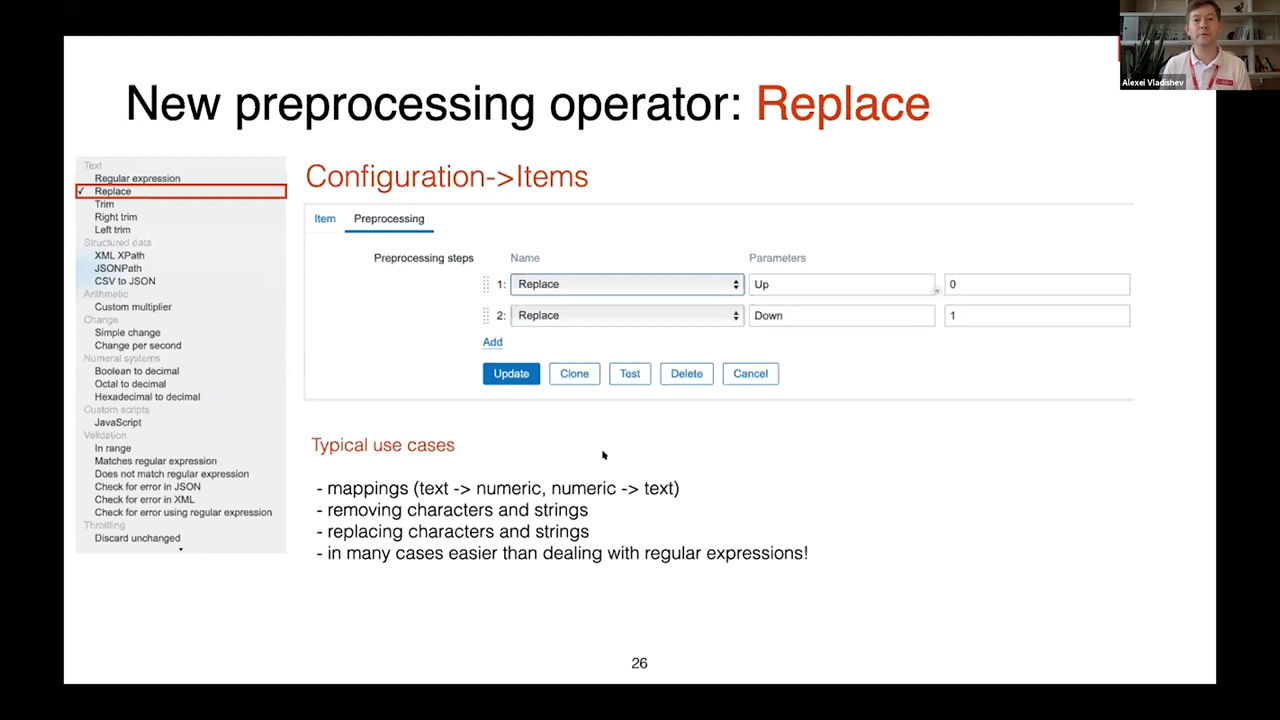 Alexei Vladishev
New preprocessing operator: Replace
Text
Regular expression
✓ Replace
Trim
Right trim
Left trim
Structured data
XML XPath
JSONPath
CSV to JSON
Arithmetic
Custom multiplier
Change
Simple change
Change per second
Numeral systems
Boolean to decimal
Octal to decimal
Hexadecimal to decimal
Custom scripts
JavaScript
Validation
In range
Matches regular expression
Does not match regular expression
Check for error in JSON
Check for error in XML
Check for error using regular expression
Throttling
Discard unchanged
Configuration->Items
Item Preprocessing
Preprocessing steps Name Parameters
1: Replace Up 0
2: Replace Down 1
Add
Update Clone Test Delete Cancel
Typical use cases
- mappings (text -> numeric, numeric -> text)
- removing characters and strings
- replacing characters and strings
- in many cases easier than dealing with regular expressions!
26